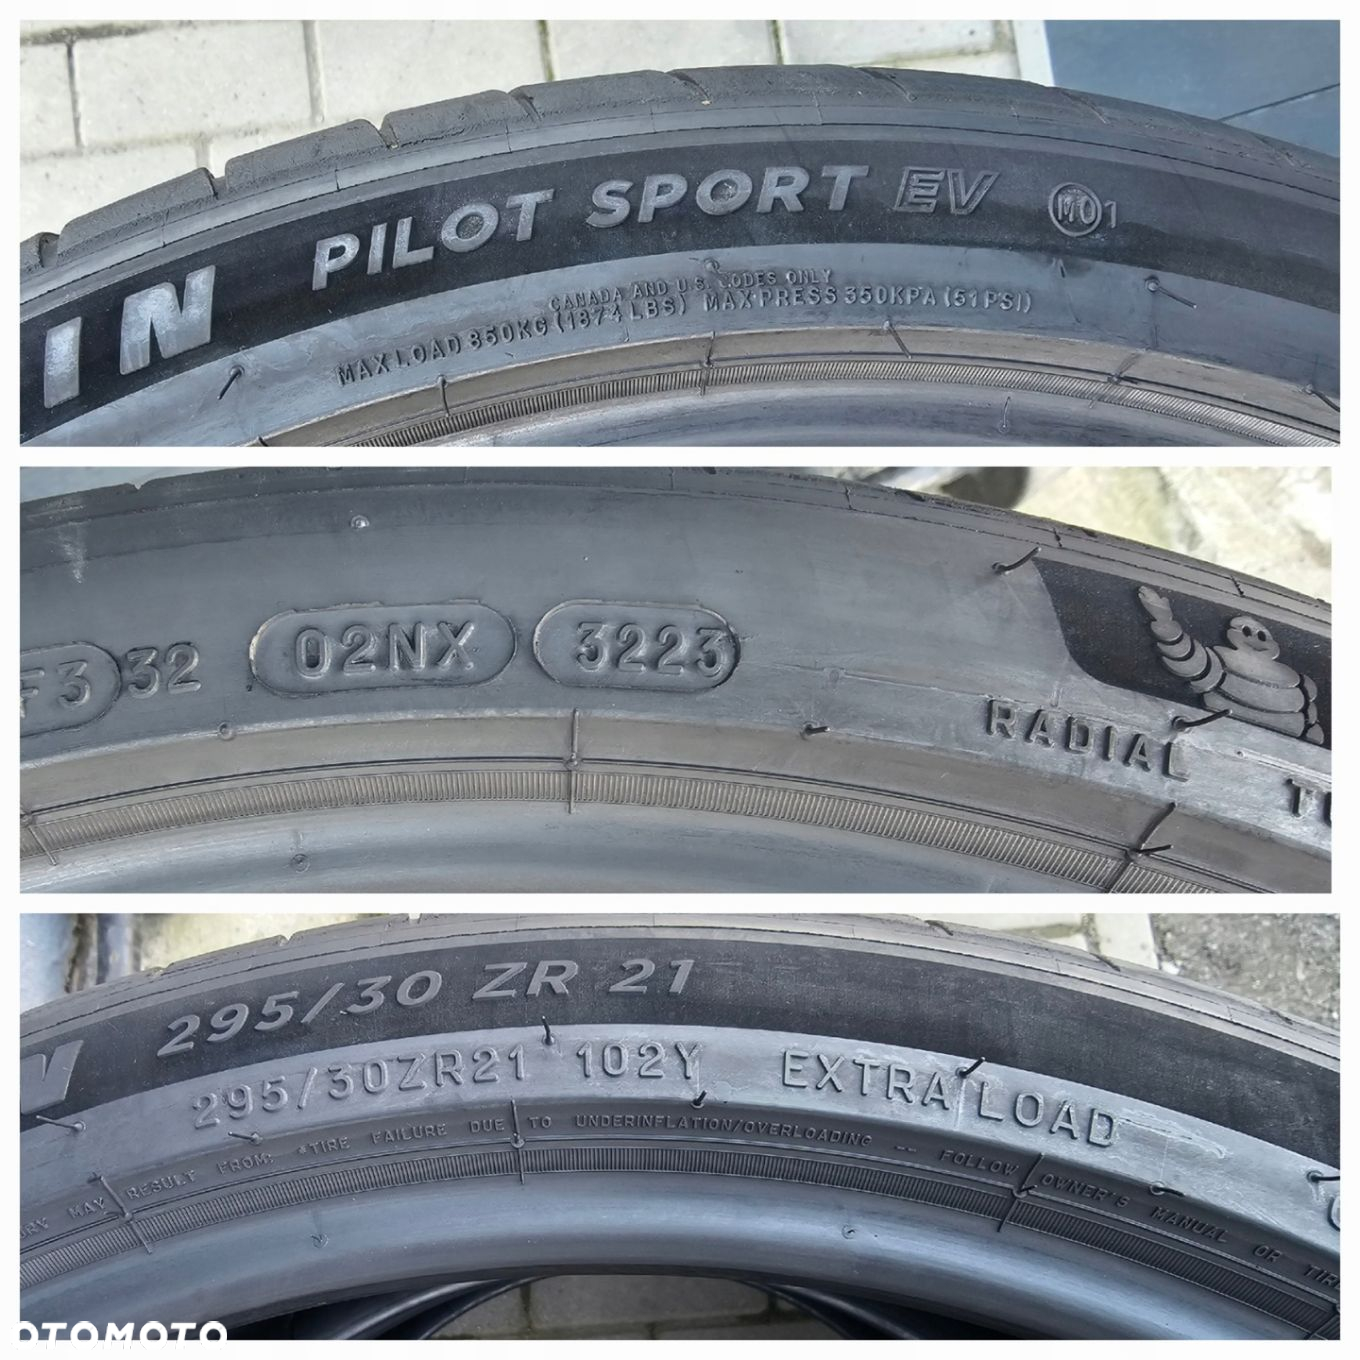 IN PILOT SPORT EV MO1
CANADA AND U.S. CODES ONLY
MAX LOAD 850KG (1874 LBS) MAX PRESS 350KPA (51PSI)
F3 32 02NX 3223
RADIAL
295/30 ZR 21
295/30ZR21 102Y EXTRA LOAD
MAY RESULT FROM: *TIRE FAILURE DUE TO UNDERINFLATION/OVERLOADING -- FOLLOW OWNER'S MANUAL OR TIRE
OTOMOTO